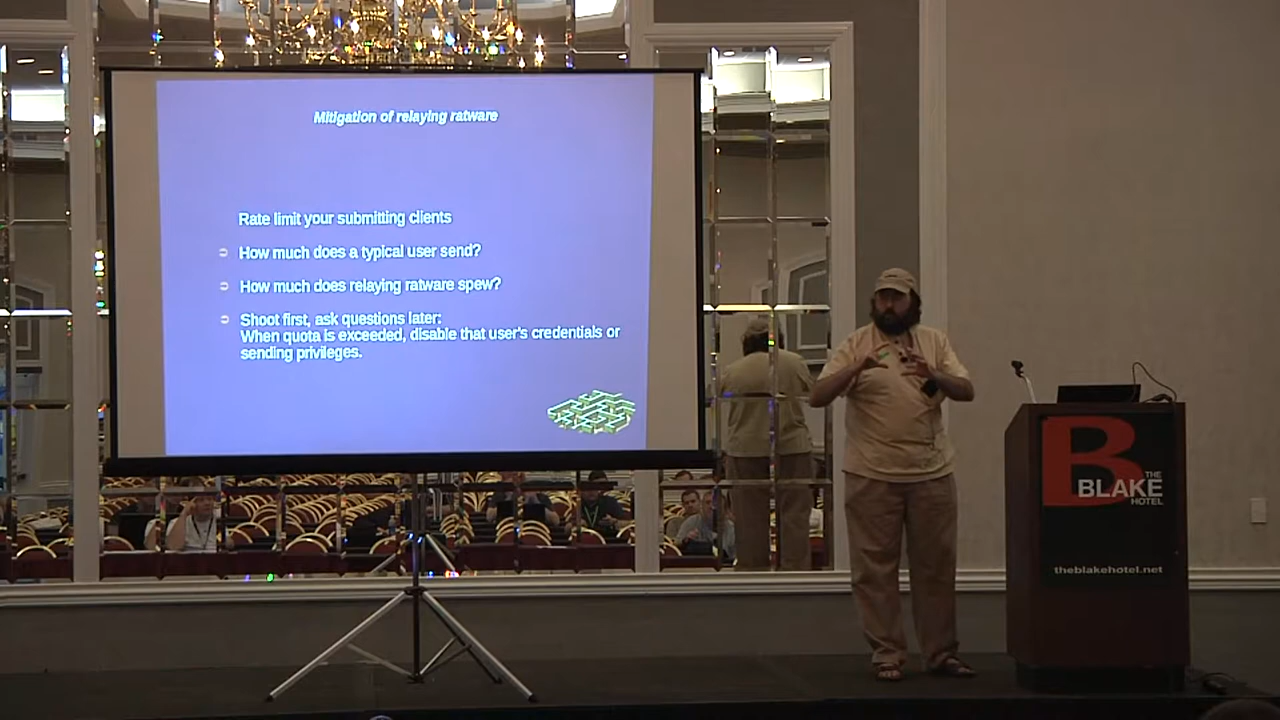 Mitigation of relaying ratware
Rate limit your submitting clients
How much does a typical user send?
How much does relaying ratware spew?
Shoot first, ask questions later:
When quota is exceeded, disable that user's credentials or
sending privileges.
B
THE
BLAKE
HOTEL
theblakehotel.net